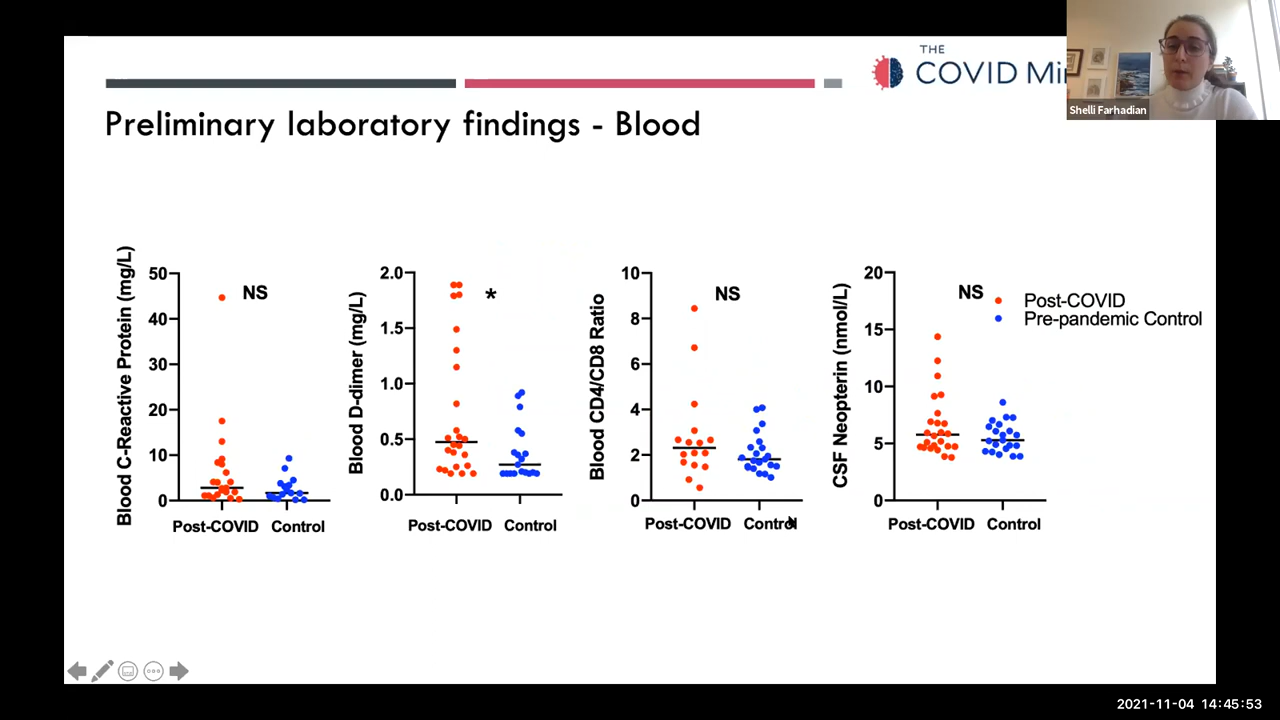 THE
COVID Mi
Shelli Farhadian
Preliminary laboratory findings - Blood
Blood C-Reactive Protein (mg/L)
50
40
30
20
10
0
NS
Post-COVID
Control
Blood D-dimer (mg/L)
2.0
1.5
1.0
0.5
0.0
*
Post-COVID
Control
Blood CD4/CD8 Ratio
10
8
6
4
2
0
NS
Post-COVID
Control
CSF Neopterin (nmol/L)
20
15
10
5
0
NS
Post-COVID
Pre-pandemic Control
Post-COVID
Control
2021-11-04 14:45:53